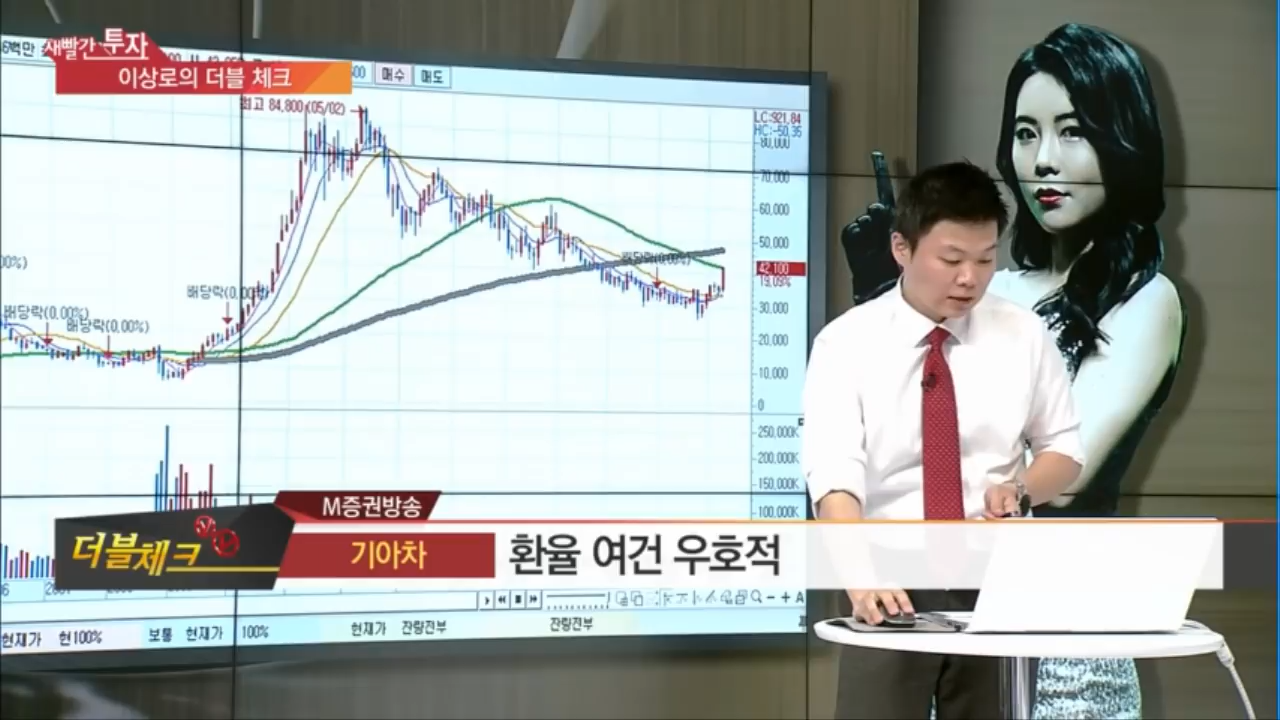 새빨간 투자
이상로의 더블 체크
매수 매도
최고 84,800(05/02)
LC:921.84
HC:-50.35
80,000
70,000
60,000
50,000
42,100
19.09%
30,000
20,000
10,000
0
배당락(0.00%)
배당락(0.00%)
배당락(0.00%)
배당락(0.00%)
250,000K
200,000K
150,000K
100,000K
M증권방송
더블체크
기아차
환율 여건 우호적
현재가 현100% 보통 현재가 100% 현재가 잔량전부 잔량전부